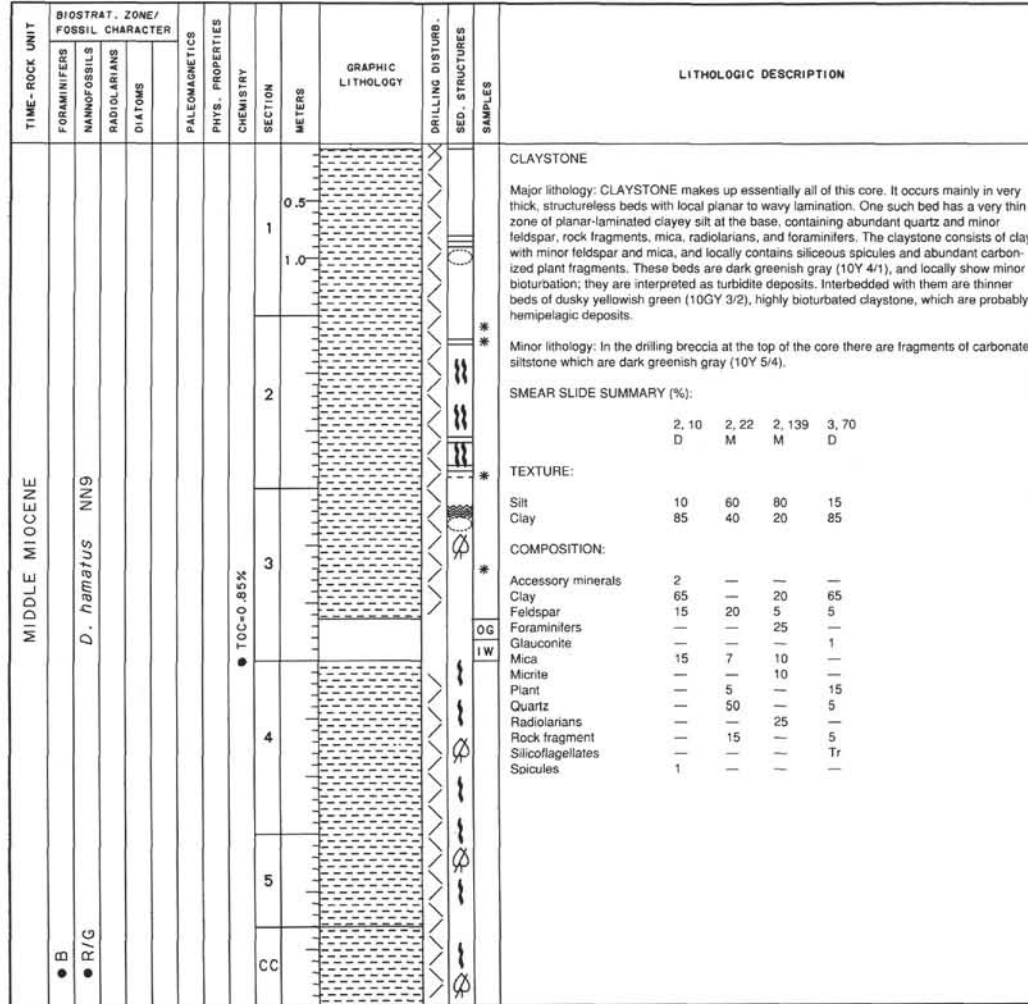 TIME-ROCK UNIT
BIOSTRAT. ZONE/
FOSSIL CHARACTER
FORAMINIFERS
NANNOFOSSILS
RADIOLARIANS
DIATOMS
PALEOMAGNETICS
PHYS. PROPERTIES
CHEMISTRY
SECTION
METERS
GRAPHIC
LITHOLOGY
DRILLING DISTURB.
SED. STRUCTURES
SAMPLES
LITHOLOGIC DESCRIPTION
MIDDLE MIOCENE
● B
D. hamatus NN9
● R/G
● TOC=0.85%
1
2
3
4
5
CC
0.5
1.0
*
*
*
*
OG
IW
CLAYSTONE
Major lithology: CLAYSTONE makes up essentially all of this core. It occurs mainly in very
thick, structureless beds with local planar to wavy lamination. One such bed has a very thin
zone of planar-laminated clayey silt at the base, containing abundant quartz and minor
feldspar, rock fragments, mica, radiolarians, and foraminifers. The claystone consists of clay
with minor feldspar and mica, and locally contains siliceous spicules and abundant carbon-
ized plant fragments. These beds are dark greenish gray (10Y 4/1), and locally show minor
bioturbation; they are interpreted as turbidite deposits. Interbedded with them are thinner
beds of dusky yellowish green (10GY 3/2), highly bioturbated claystone, which are probably
hemipelagic deposits.
Minor lithology: In the drilling breccia at the top of the core there are fragments of carbonate
siltstone which are dark greenish gray (10Y 5/4).
SMEAR SLIDE SUMMARY (%):
2, 10 2, 22 2, 139 3, 70
D M M D
TEXTURE:
Silt 10 60 80 15
Clay 85 40 20 85
COMPOSITION:
Accessory minerals 2 — — —
Clay 65 — 20 65
Feldspar 15 20 5 5
Foraminifers — — 25 —
Glauconite — — — 1
Mica 15 7 10 —
Micrite — — 10 —
Plant — 5 — 15
Quartz — 50 — 5
Radiolarians — — 25 —
Rock fragment — 15 — 5
Silicoflagellates — — — Tr
Spicules 1 — — —